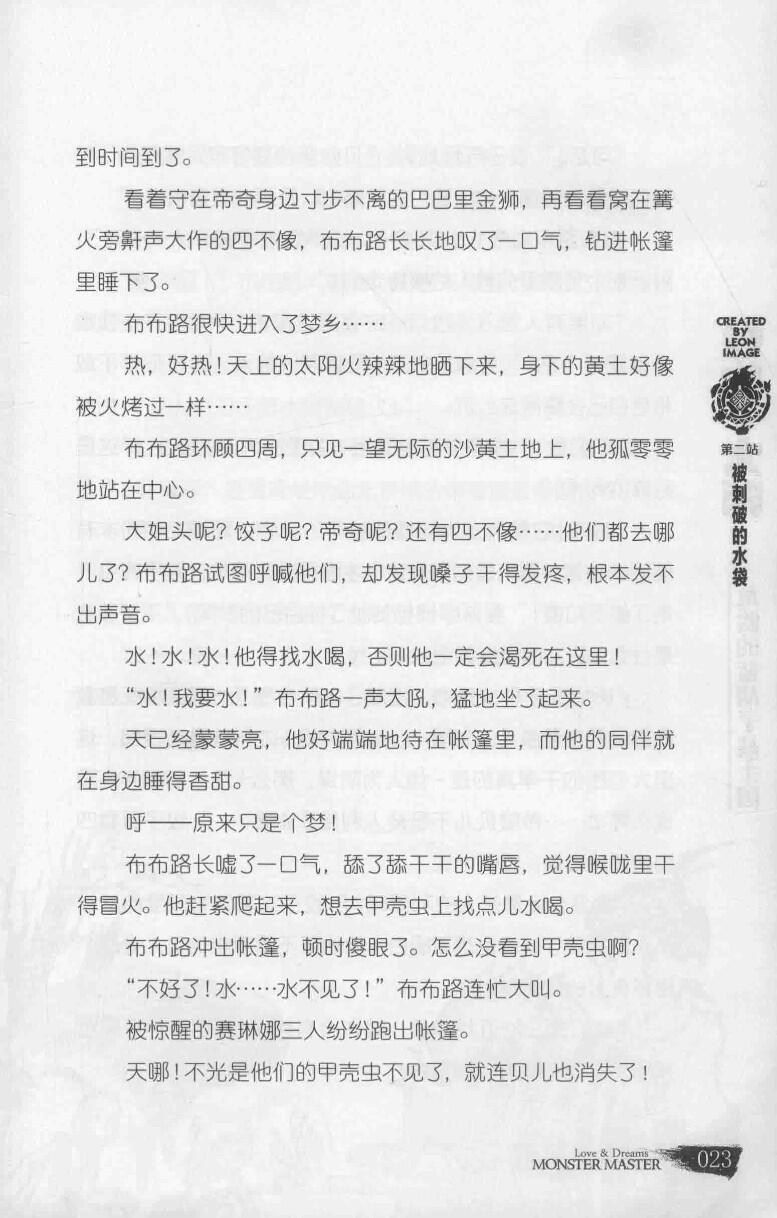 到时间到了。
看着守在帝奇身边寸步不离的巴巴里金狮，再看看窝在篝
火旁鼾声大作的四不像，布布路长长地叹了一口气，钻进帐篷
里睡下了。
布布路很快进入了梦乡……
热，好热！天上的太阳火辣辣地晒下来，身下的黄土好像
被火烤过一样……
布布路环顾四周，只见一望无际的沙黄土地上，他孤零零
地站在中心。
大姐头呢？饺子呢？帝奇呢？还有四不像……他们都去哪
儿了？布布路试图呼喊他们，却发现嗓子干得发疼，根本发不
出声音。
水！水！水！他得找水喝，否则他一定会渴死在这里！
“水！我要水！”布布路一声大吼，猛地坐了起来。
天已经蒙蒙亮，他好端端地待在帐篷里，而他的同伴就
在身边睡得香甜。
呼——原来只是个梦！
布布路长嘘了一口气，舔了舔干干的嘴唇，觉得喉咙里干
得冒火。他赶紧爬起来，想去甲壳虫上找点儿水喝。
布布路冲出帐篷，顿时傻眼了。怎么没看到甲壳虫啊？
“不好了！水……水不见了！”布布路连忙大叫。
被惊醒的赛琳娜三人纷纷跑出帐篷。
天哪！不光是他们的甲壳虫不见了，就连贝儿也消失了！
CREATED
BY
LEON
IMAGE
第二站
被刺破的水袋
Love & Dreams
MONSTER MASTER
023